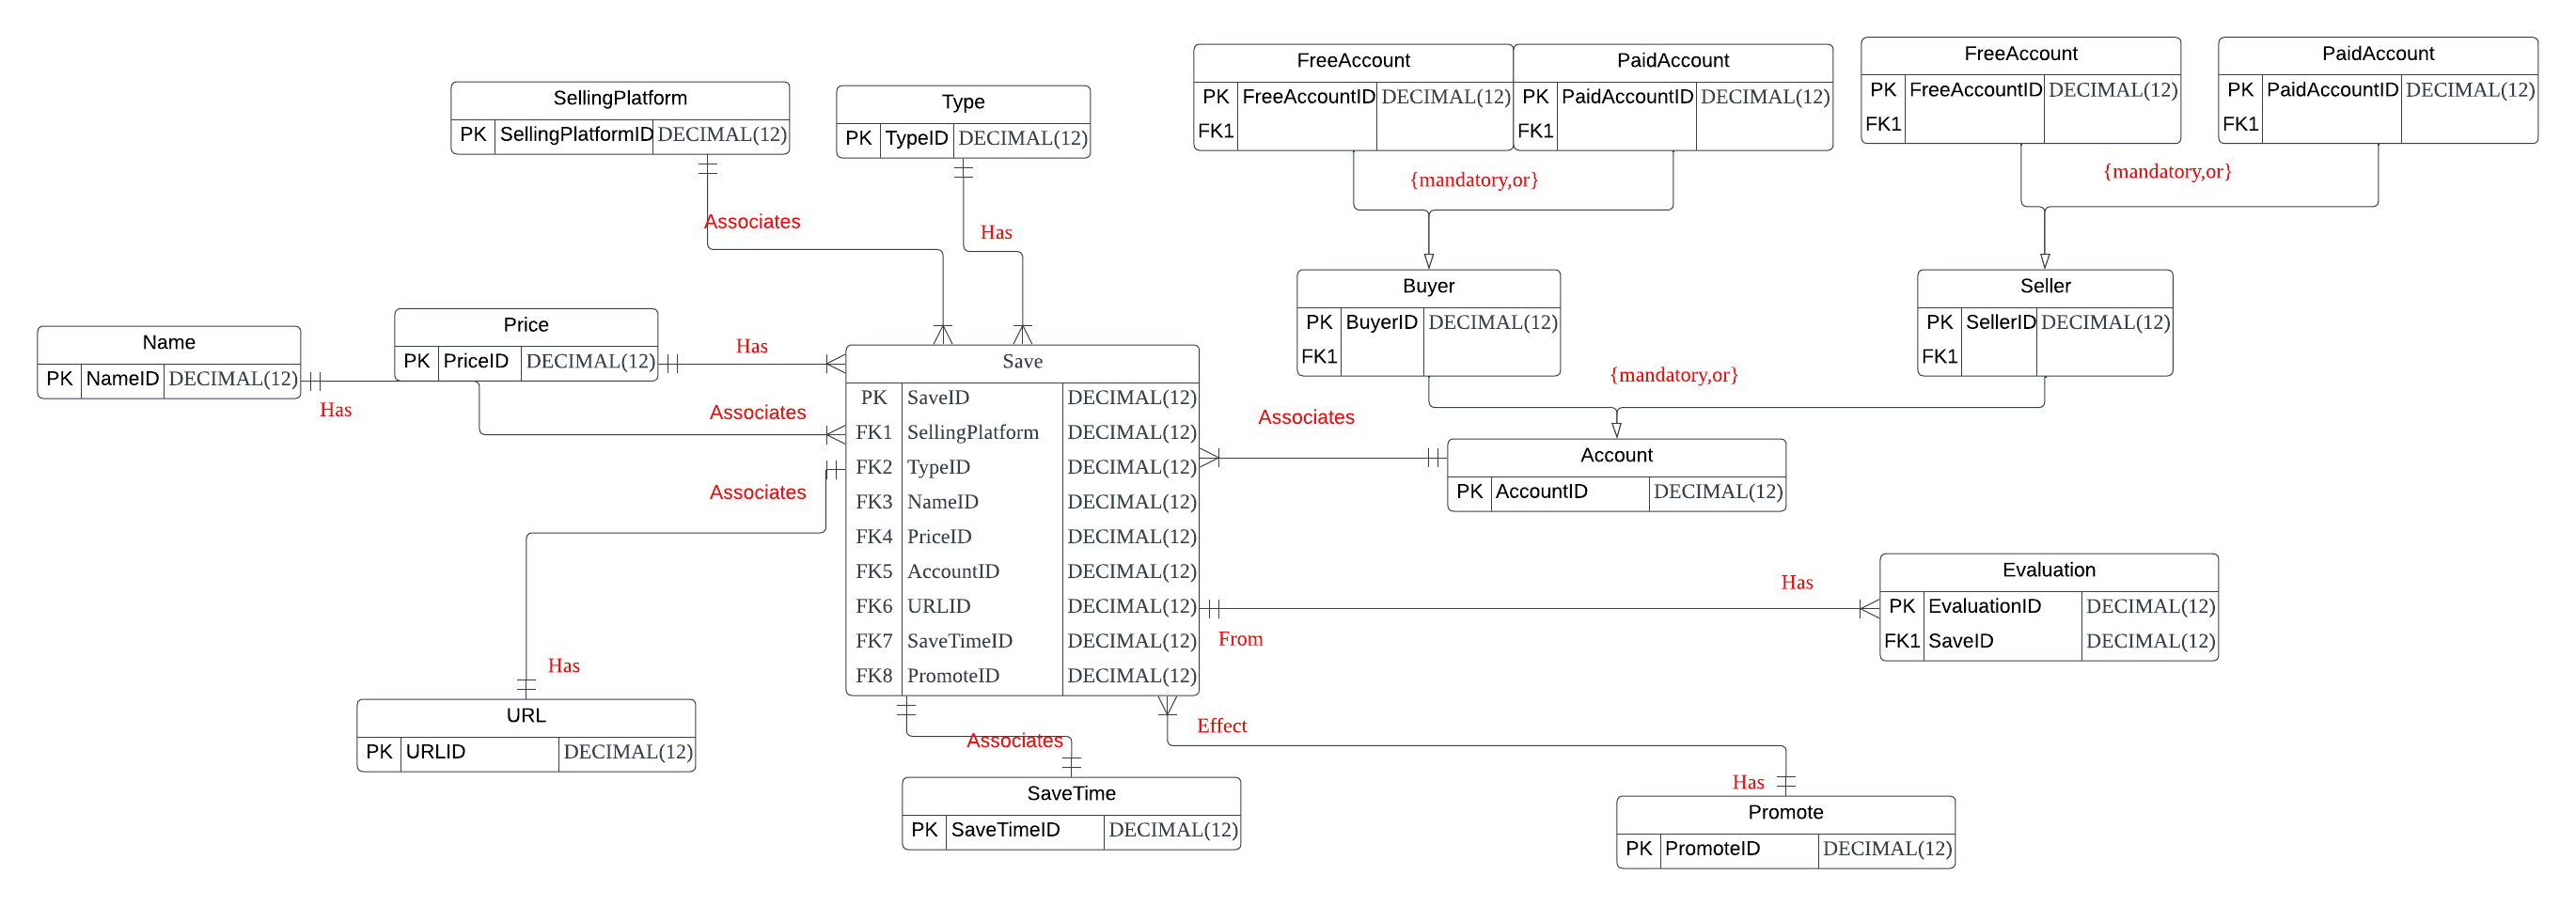 FreeAccount
PK FreeAccountID DECIMAL(12)
FK1
PaidAccount
PK PaidAccountID DECIMAL(12)
FK1
FreeAccount
PK FreeAccountID DECIMAL(12)
FK1
PaidAccount
PK PaidAccountID DECIMAL(12)
FK1
SellingPlatform
PK SellingPlatformID DECIMAL(12)
Type
PK TypeID DECIMAL(12)
{mandatory,or}
{mandatory,or}
Associates
Has
Buyer
PK BuyerID DECIMAL(12)
FK1
Seller
PK SellerID DECIMAL(12)
FK1
Name
PK NameID DECIMAL(12)
Has
Price
PK PriceID DECIMAL(12)
Has
Associates
Associates
Save
PK SaveID DECIMAL(12)
FK1 SellingPlatform DECIMAL(12)
FK2 TypeID DECIMAL(12)
FK3 NameID DECIMAL(12)
FK4 PriceID DECIMAL(12)
FK5 AccountID DECIMAL(12)
FK6 URLID DECIMAL(12)
FK7 SaveTimeID DECIMAL(12)
FK8 PromoteID DECIMAL(12)
{mandatory,or}
Associates
Account
PK AccountID DECIMAL(12)
Has
From
Evaluation
PK EvaluationID DECIMAL(12)
FK1 SaveID DECIMAL(12)
Has
URL
PK URLID DECIMAL(12)
Associates
SaveTime
PK SaveTimeID DECIMAL(12)
Effect
Has
Promote
PK PromoteID DECIMAL(12)